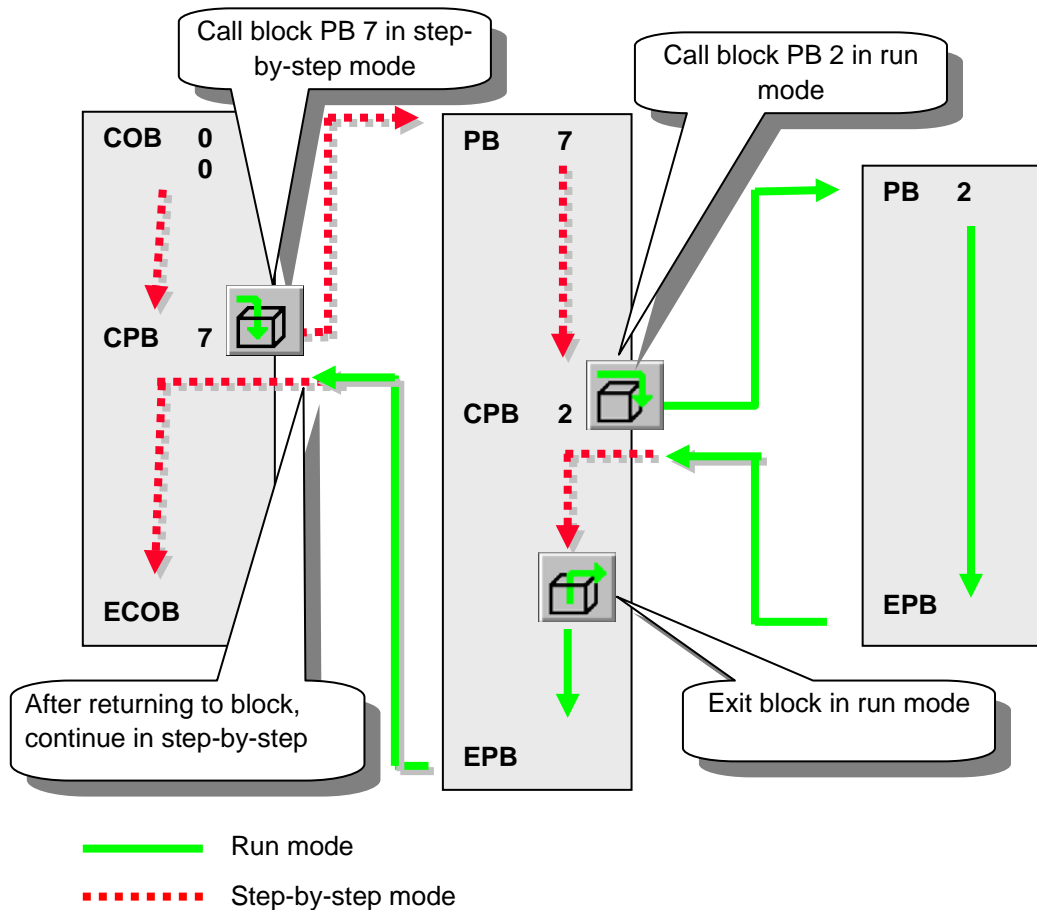 Call block PB 7 in step-
by-step mode
Call block PB 2 in run
mode
COB 0
0
CPB 7
ECOB
After returning to block,
continue in step-by-step
PB 7
CPB 2
EPB
PB 2
EPB
Exit block in run mode
Run mode
Step-by-step mode